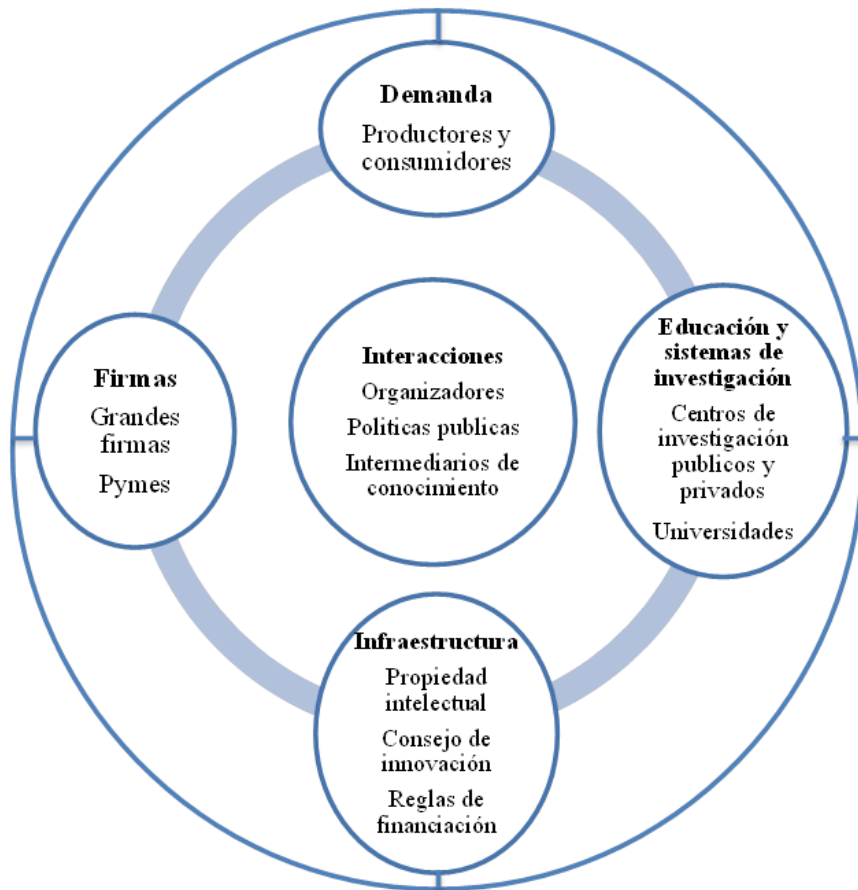 Demanda
Productores y
consumidores
Firmas
Grandes
firmas
Pymes
Interacciones
Organizadores
Politicas publicas
Intermediarios de
conocimiento
Educación y
sistemas de
investigación
Centros de
investigación
publicos y
privados
Universidades
Infraestructura
Propiedad
intelectual
Consejo de
innovación
Reglas de
financiación